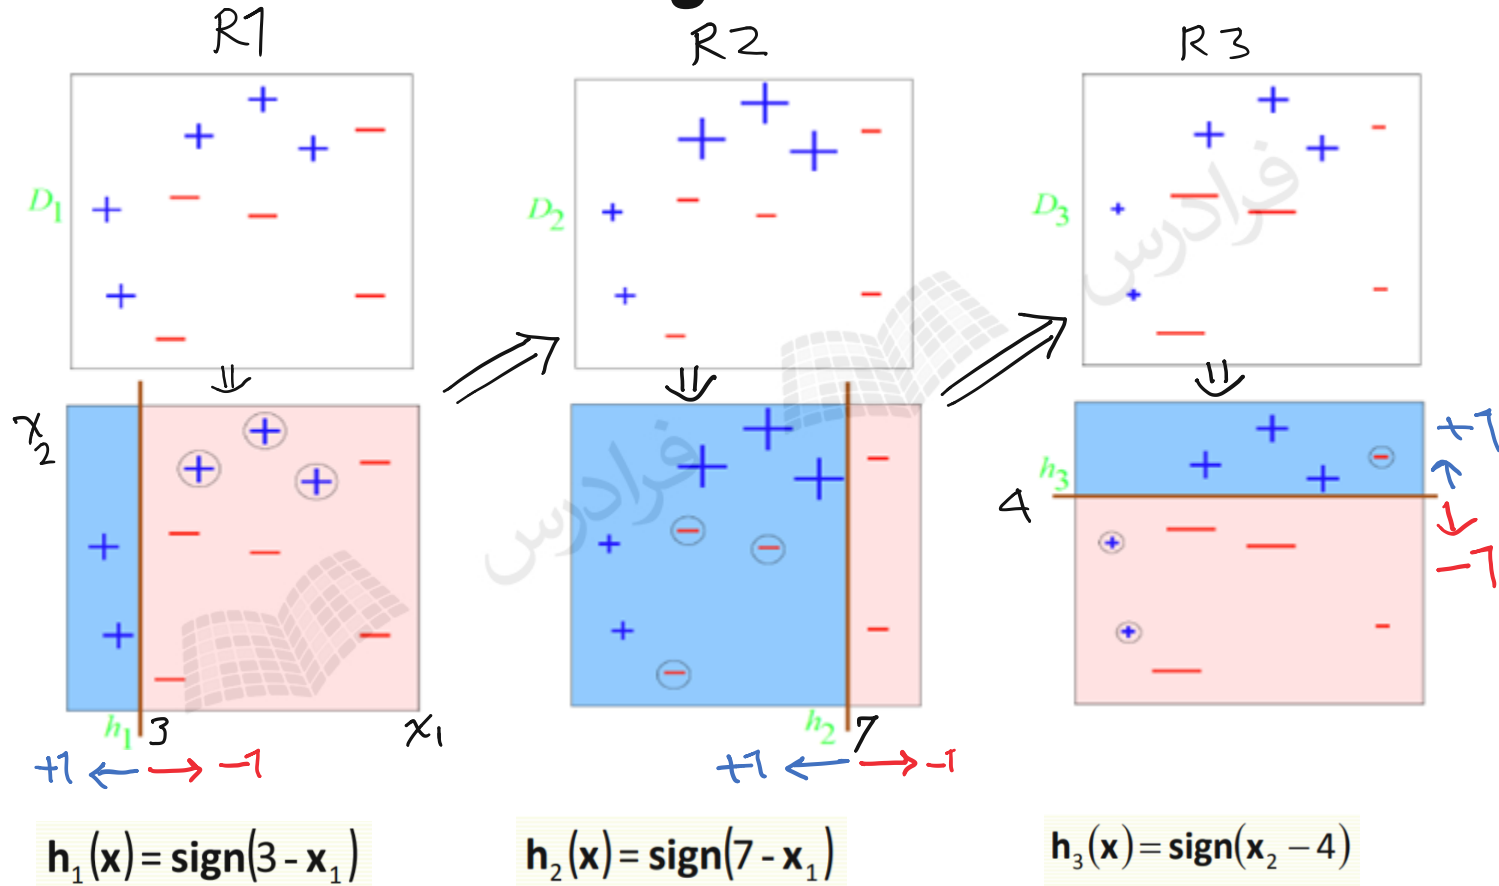 R1
R2
R3
D1
D2
D3
فرادرس
x2
h3
+1
4
-1
فرادرس
h1 3
x1
h2 7
+1 -1
+1 -1
h₁(x) = sign(3 - x₁)
h₂(x) = sign(7 - x₁)
h₃(x) = sign(x₂ − 4)